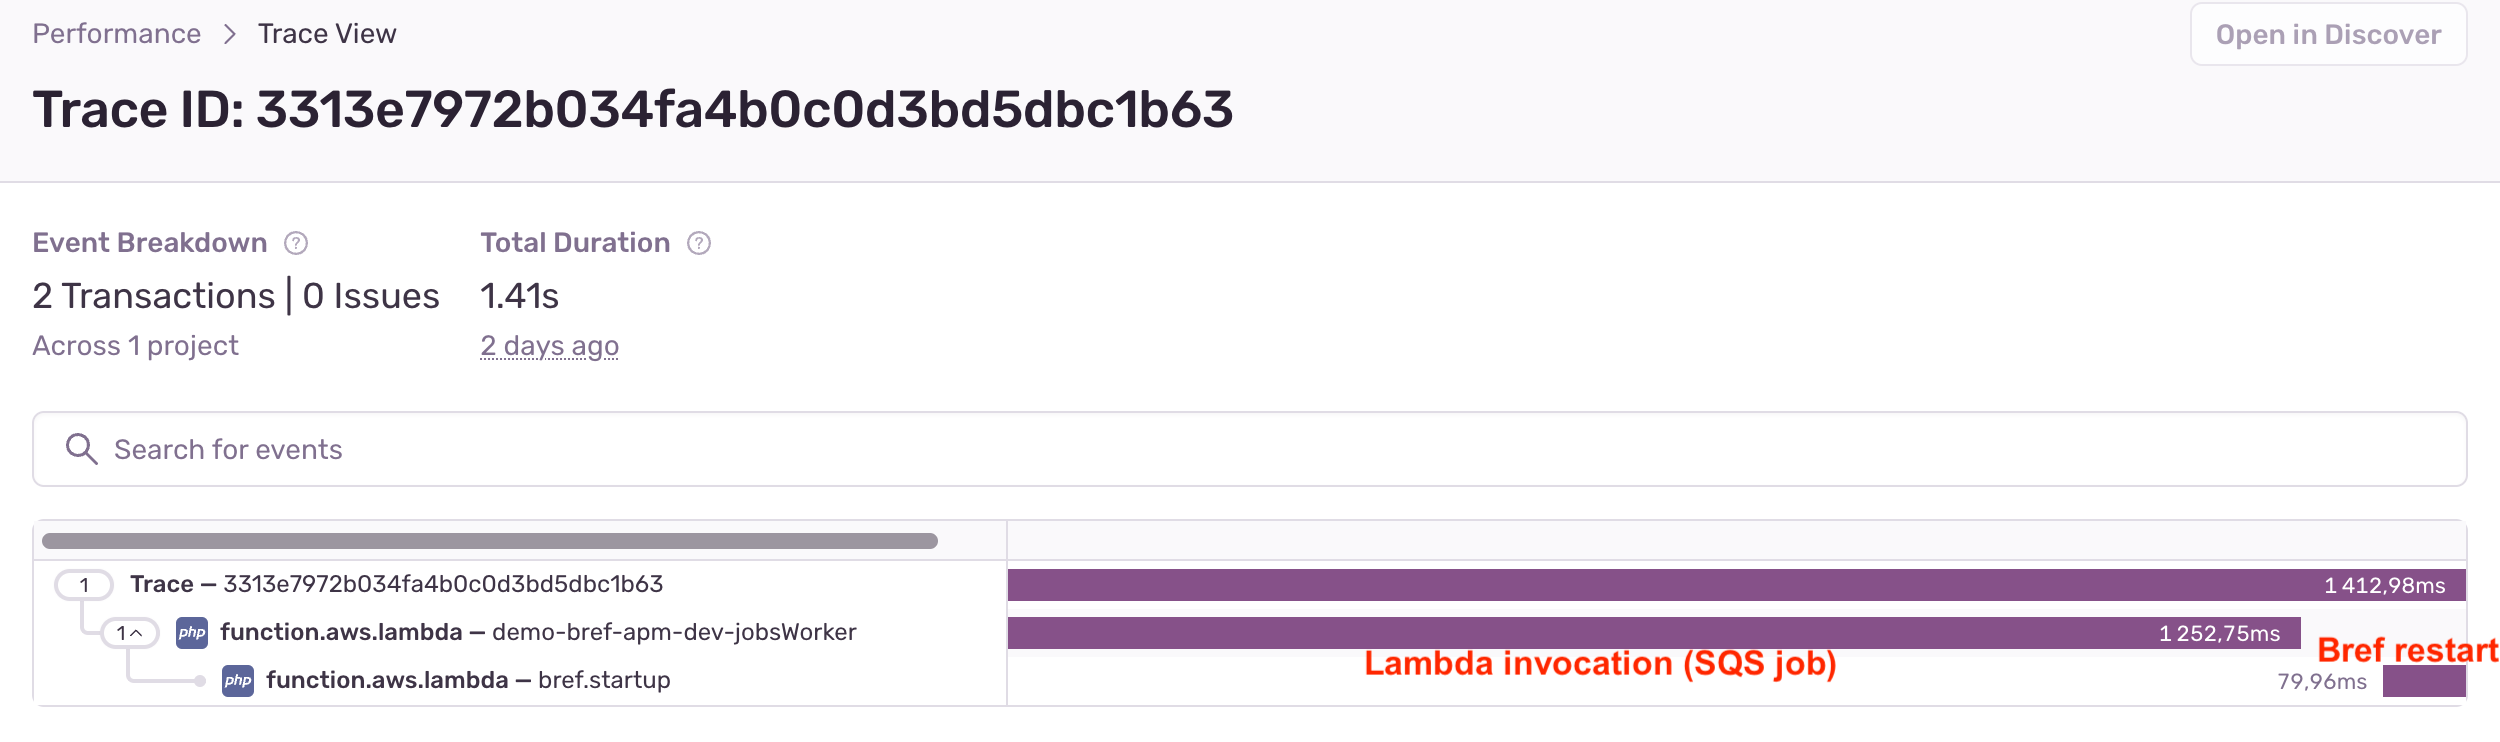 Performance > Trace View
Open in Discover
Trace ID: 3313e7972b034fa4b0c0d3bd5dbc1b63
Event Breakdown ?
2 Transactions | 0 Issues
Across 1 project
Total Duration ?
1.41s
2 days ago
Search for events
1 Trace — 3313e7972b034fa4b0c0d3bd5dbc1b63
1 412,98ms
1 php function.aws.lambda — demo-bref-apm-dev-jobsWorker
1 252,75ms
Bref restart
Lambda invocation (SQS job)
php function.aws.lambda — bref.startup
79,96ms